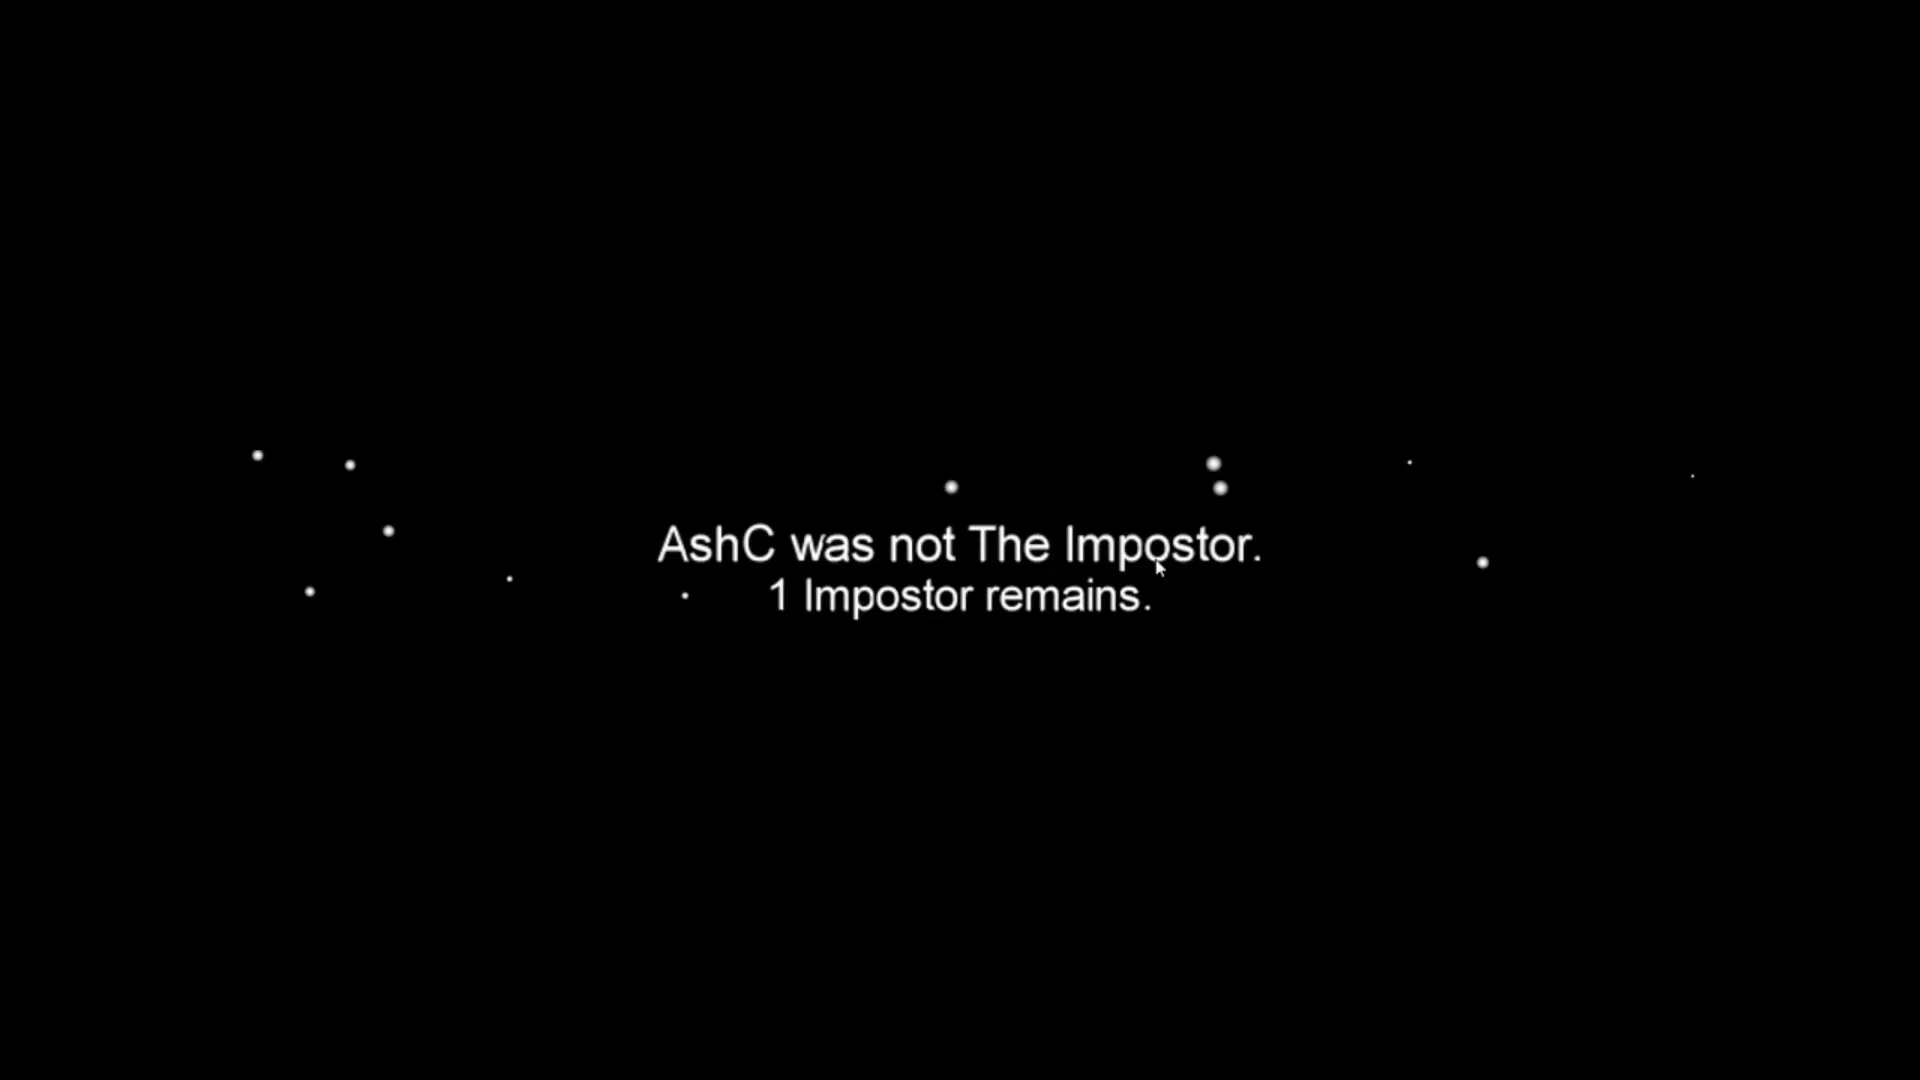 AshC was not The Impostor.
1 Impostor remains.